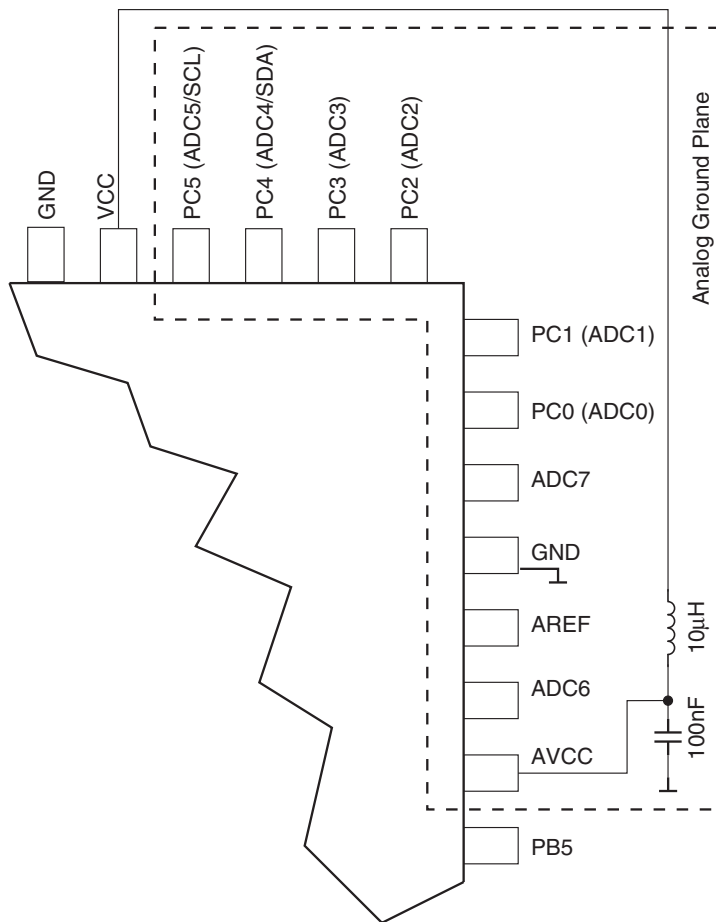 GND
VCC
PC5 (ADC5/SCL)
PC4 (ADC4/SDA)
PC3 (ADC3)
PC2 (ADC2)
Analog Ground Plane
PC1 (ADC1)
PC0 (ADC0)
ADC7
GND
AREF
ADC6
AVCC
PB5
10μH
100nF